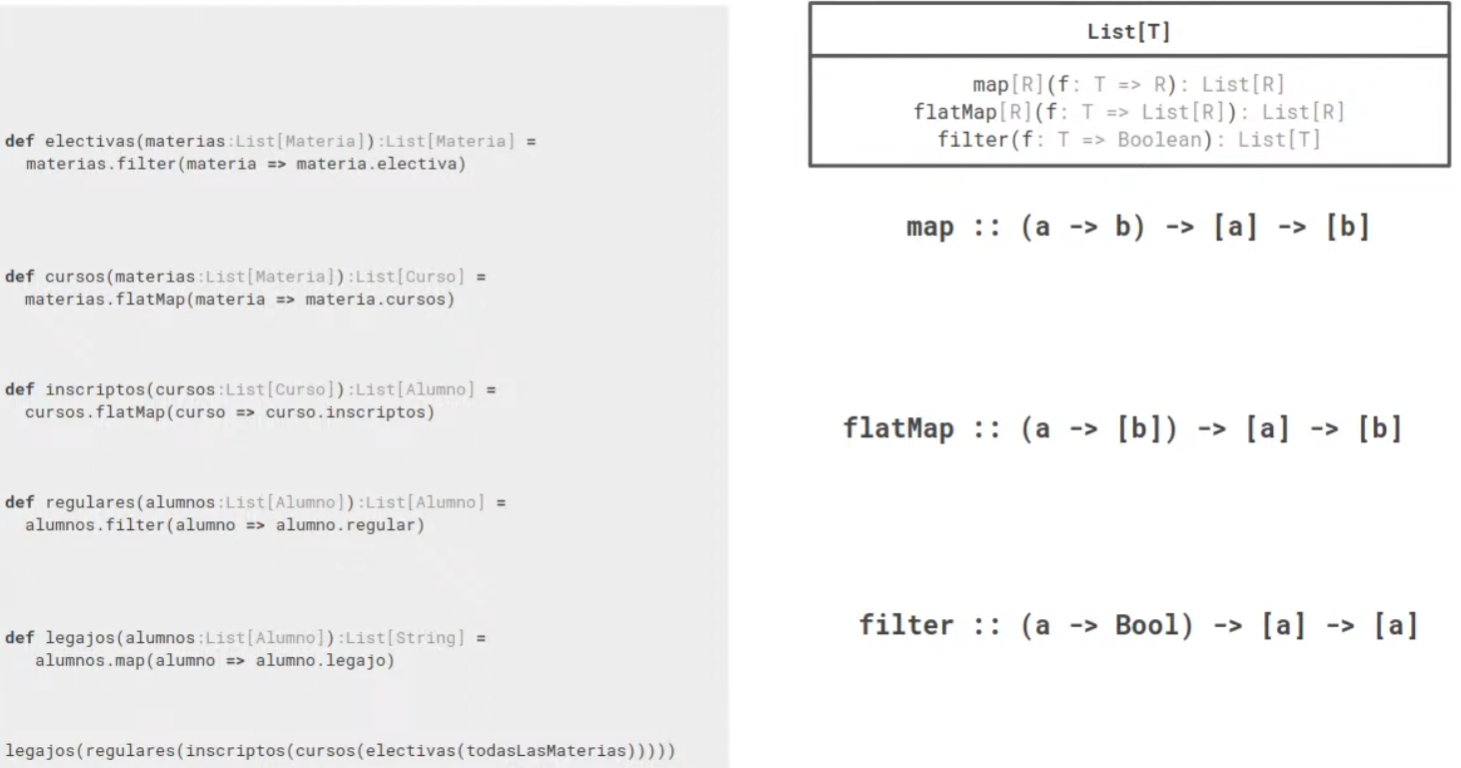 def electivas(materias:List[Materia]):List[Materia] =
  materias.filter(materia => materia.electiva)
def cursos(materias:List[Materia]):List[Curso] =
  materias.flatMap(materia => materia.cursos)
def inscriptos(cursos:List[Curso]):List[Alumno] =
  cursos.flatMap(curso => curso.inscriptos)
def regulares(alumnos:List[Alumno]):List[Alumno] =
  alumnos.filter(alumno => alumno.regular)
def legajos(alumnos:List[Alumno]):List[String] =
   alumnos.map(alumno => alumno.legajo)
legajos(regulares(inscriptos(cursos(electivas(todasLasMaterias)))))
List[T]
map[R](f: T => R): List[R]
flatMap[R](f: T => List[R]): List[R]
filter(f: T => Boolean): List[T]
map :: (a -> b) -> [a] -> [b]
flatMap :: (a -> [b]) -> [a] -> [b]
filter :: (a -> Bool) -> [a] -> [a]